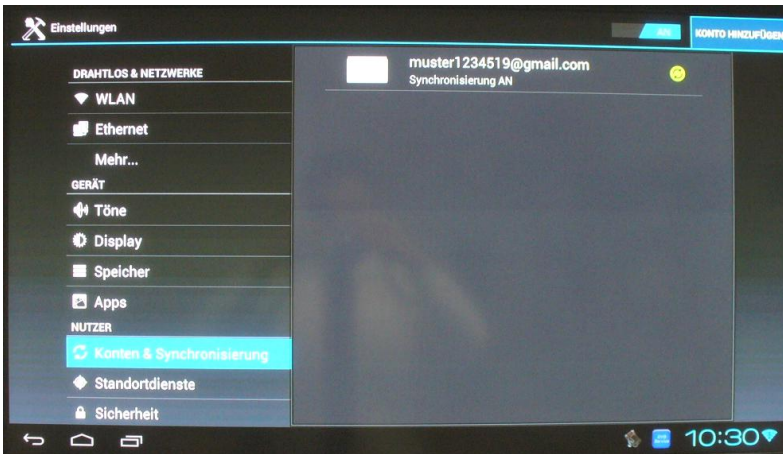 Einstellungen
AN
KONTO HINZUFÜGEN
DRAHTLOS & NETZWERKE
WLAN
Ethernet
Mehr...
GERÄT
Töne
Display
Speicher
Apps
NUTZER
Konten & Synchronisierung
Standortdienste
Sicherheit
muster1234519@gmail.com
Synchronisierung AN
10:30